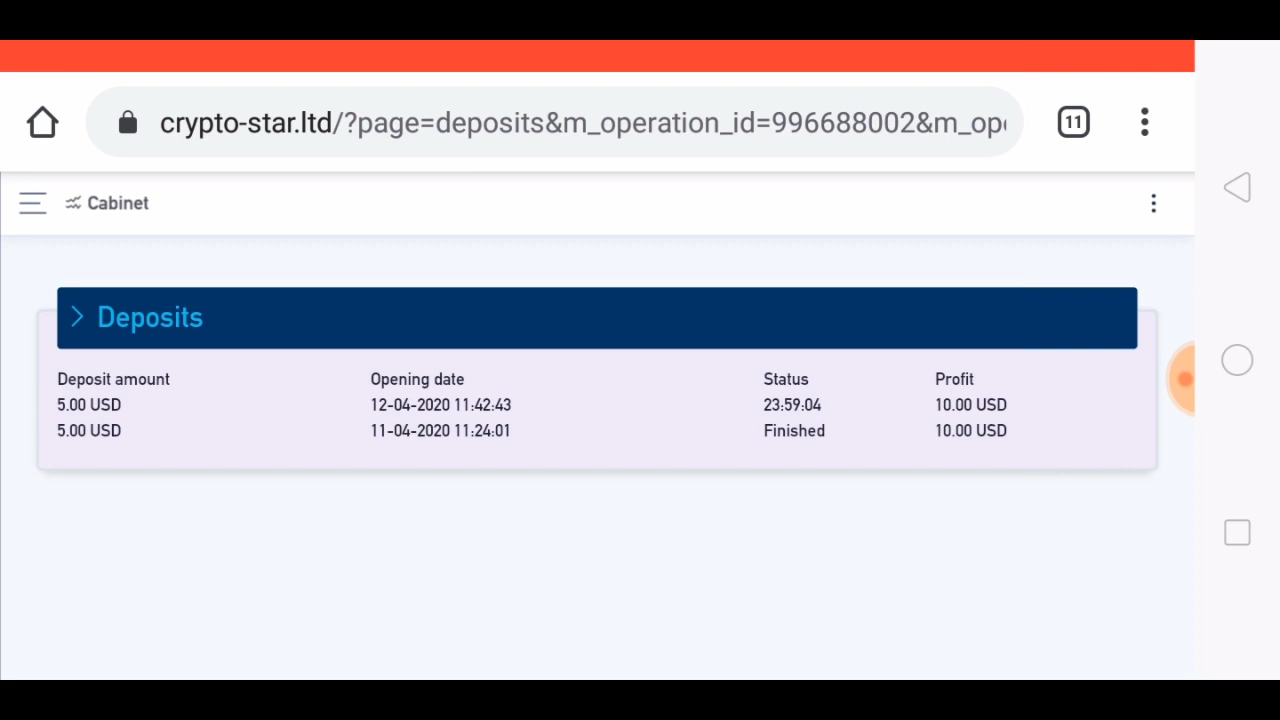 crypto-star.ltd/?page=deposits&m_operation_id=996688002&m_op
11
Cabinet
Deposits
Deposit amount Opening date Status Profit
5.00 USD 12-04-2020 11:42:43 23:59:04 10.00 USD
5.00 USD 11-04-2020 11:24:01 Finished 10.00 USD